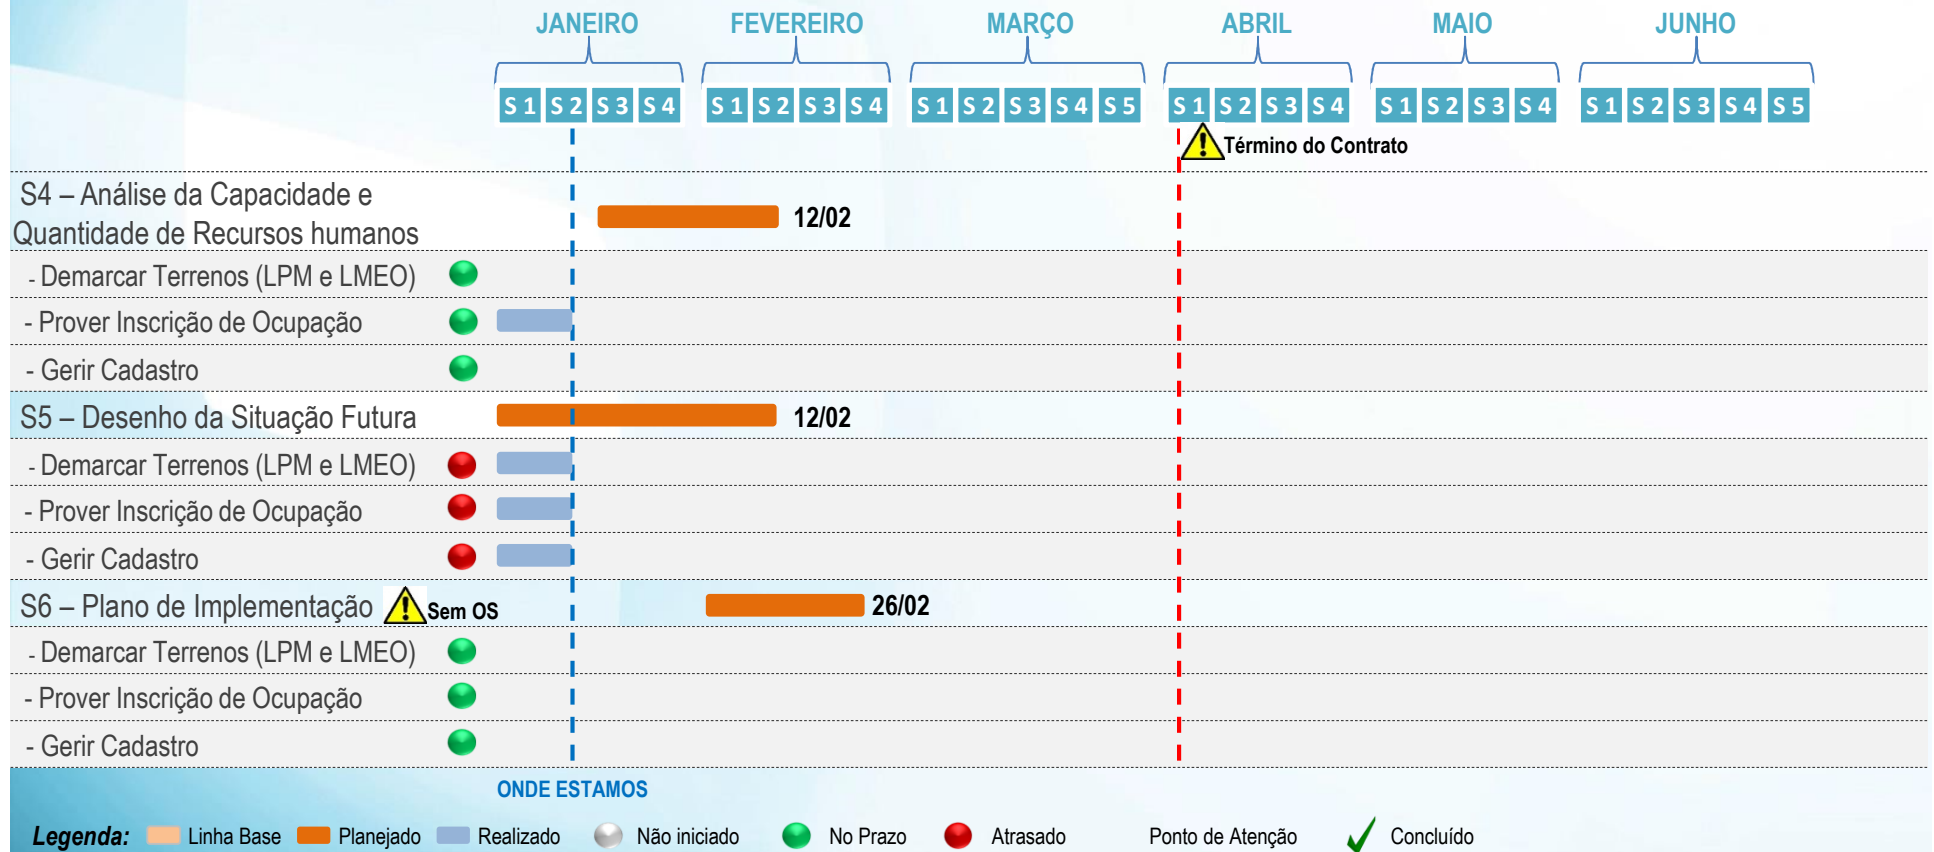 JANEIRO FEVEREIRO MARÇO ABRIL MAIO JUNHO
S 1 S 2 S 3 S 4 S 1 S 2 S 3 S 4 S 1 S 2 S 3 S 4 S 5 S 1 S 2 S 3 S 4 S 1 S 2 S 3 S 4 S 1 S 2 S 3 S 4 S 5
Término do Contrato
S4 – Análise da Capacidade e
Quantidade de Recursos humanos
12/02
- Demarcar Terrenos (LPM e LMEO)
- Prover Inscrição de Ocupação
- Gerir Cadastro
S5 – Desenho da Situação Futura 12/02
- Demarcar Terrenos (LPM e LMEO)
- Prover Inscrição de Ocupação
- Gerir Cadastro
S6 – Plano de Implementação Sem OS 26/02
- Demarcar Terrenos (LPM e LMEO)
- Prover Inscrição de Ocupação
- Gerir Cadastro
ONDE ESTAMOS
Legenda: Linha Base Planejado Realizado Não iniciado No Prazo Atrasado Ponto de Atenção Concluído